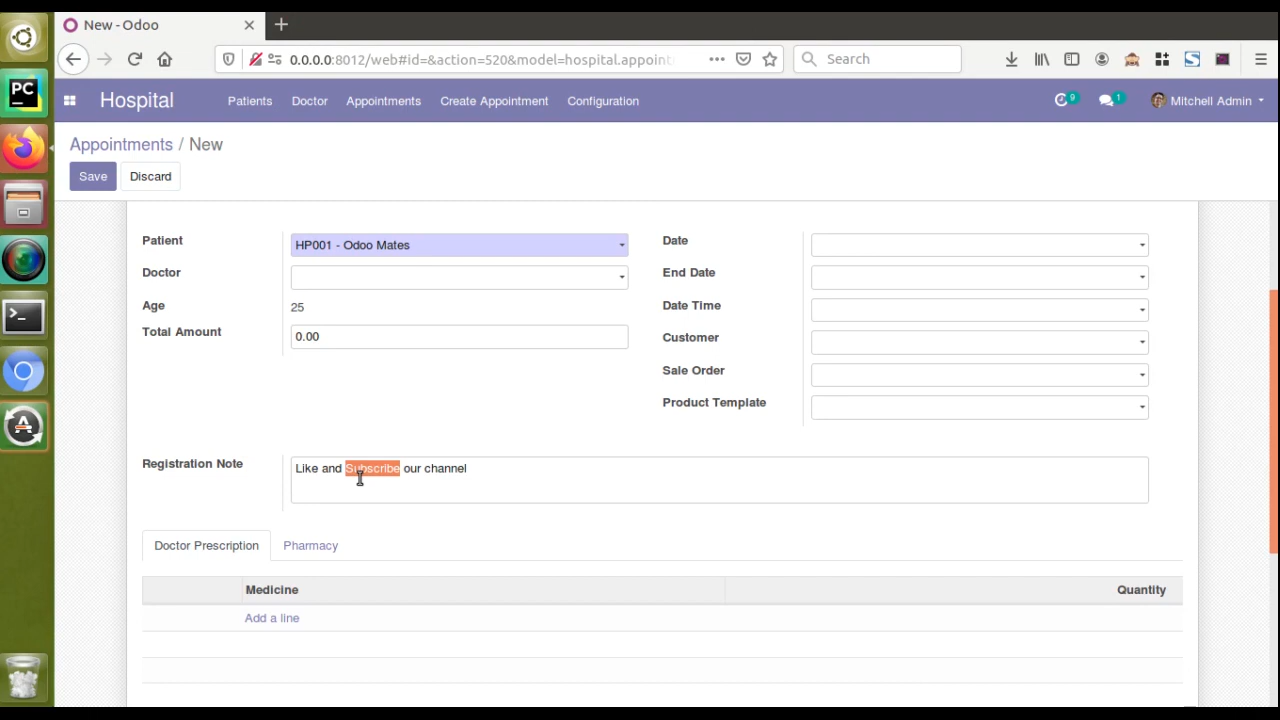 New - Odoo
0.0.0.0:8012/web#id=&action=520&model=hospital.appoint
Search
PC
Hospital
Patients
Doctor
Appointments
Create Appointment
Configuration
9
1
Mitchell Admin
Appointments / New
Save
Discard
Patient
HP001 - Odoo Mates
Date
Doctor
End Date
Age
25
Date Time
Total Amount
0.00
Customer
Sale Order
Product Template
Registration Note
Like and Subscribe our channel
Doctor Prescription
Pharmacy
Medicine
Quantity
Add a line